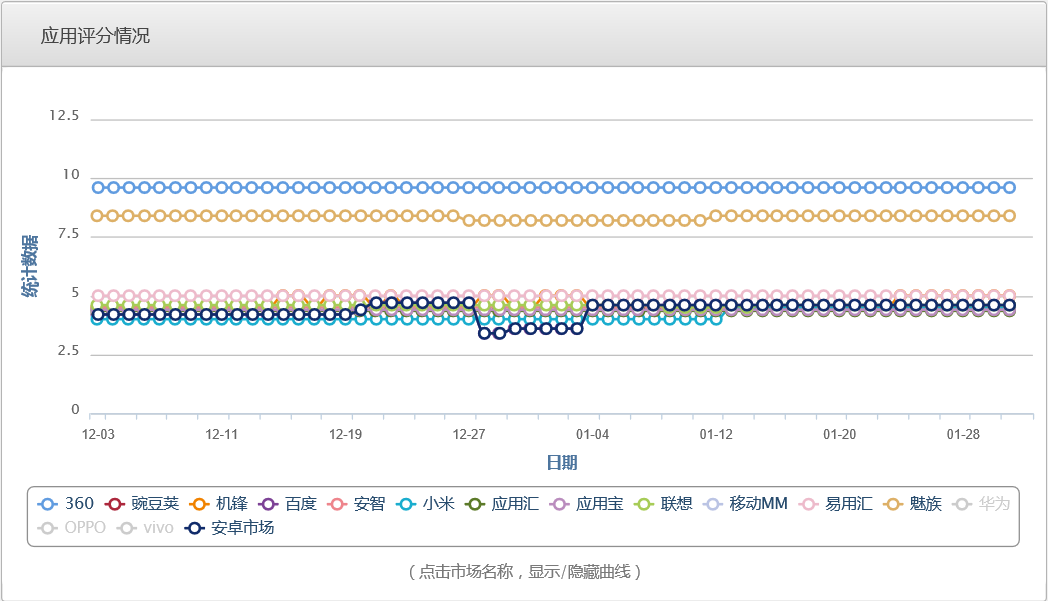 应用评分情况
12.5
10
7.5
5
2.5
0
统计数据
12-03 12-11 12-19 12-27 01-04 01-12 01-20 01-28
日期
360 豌豆荚 机锋 百度 安智 小米 应用汇 应用宝 联想 移动MM 易用汇 魅族 华为
OPPO vivo 安卓市场
(点击市场名称，显示/隐藏曲线)